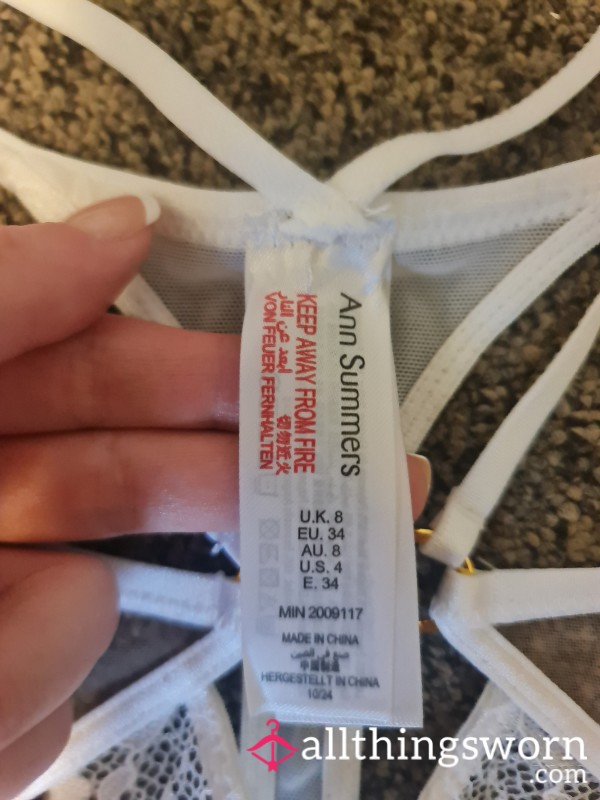 Ann Summers
KEEP AWAY FROM FIRE
ابعد عن النار 切勿近火
VON FEUER FERNHALTEN
U.K. 8
EU. 34
AU. 8
U.S. 4
E. 34
MIN 2009117
MADE IN CHINA
صنع في الصين
中国制造
HERGESTELLT IN CHINA
10/24
allthingsworn
.com